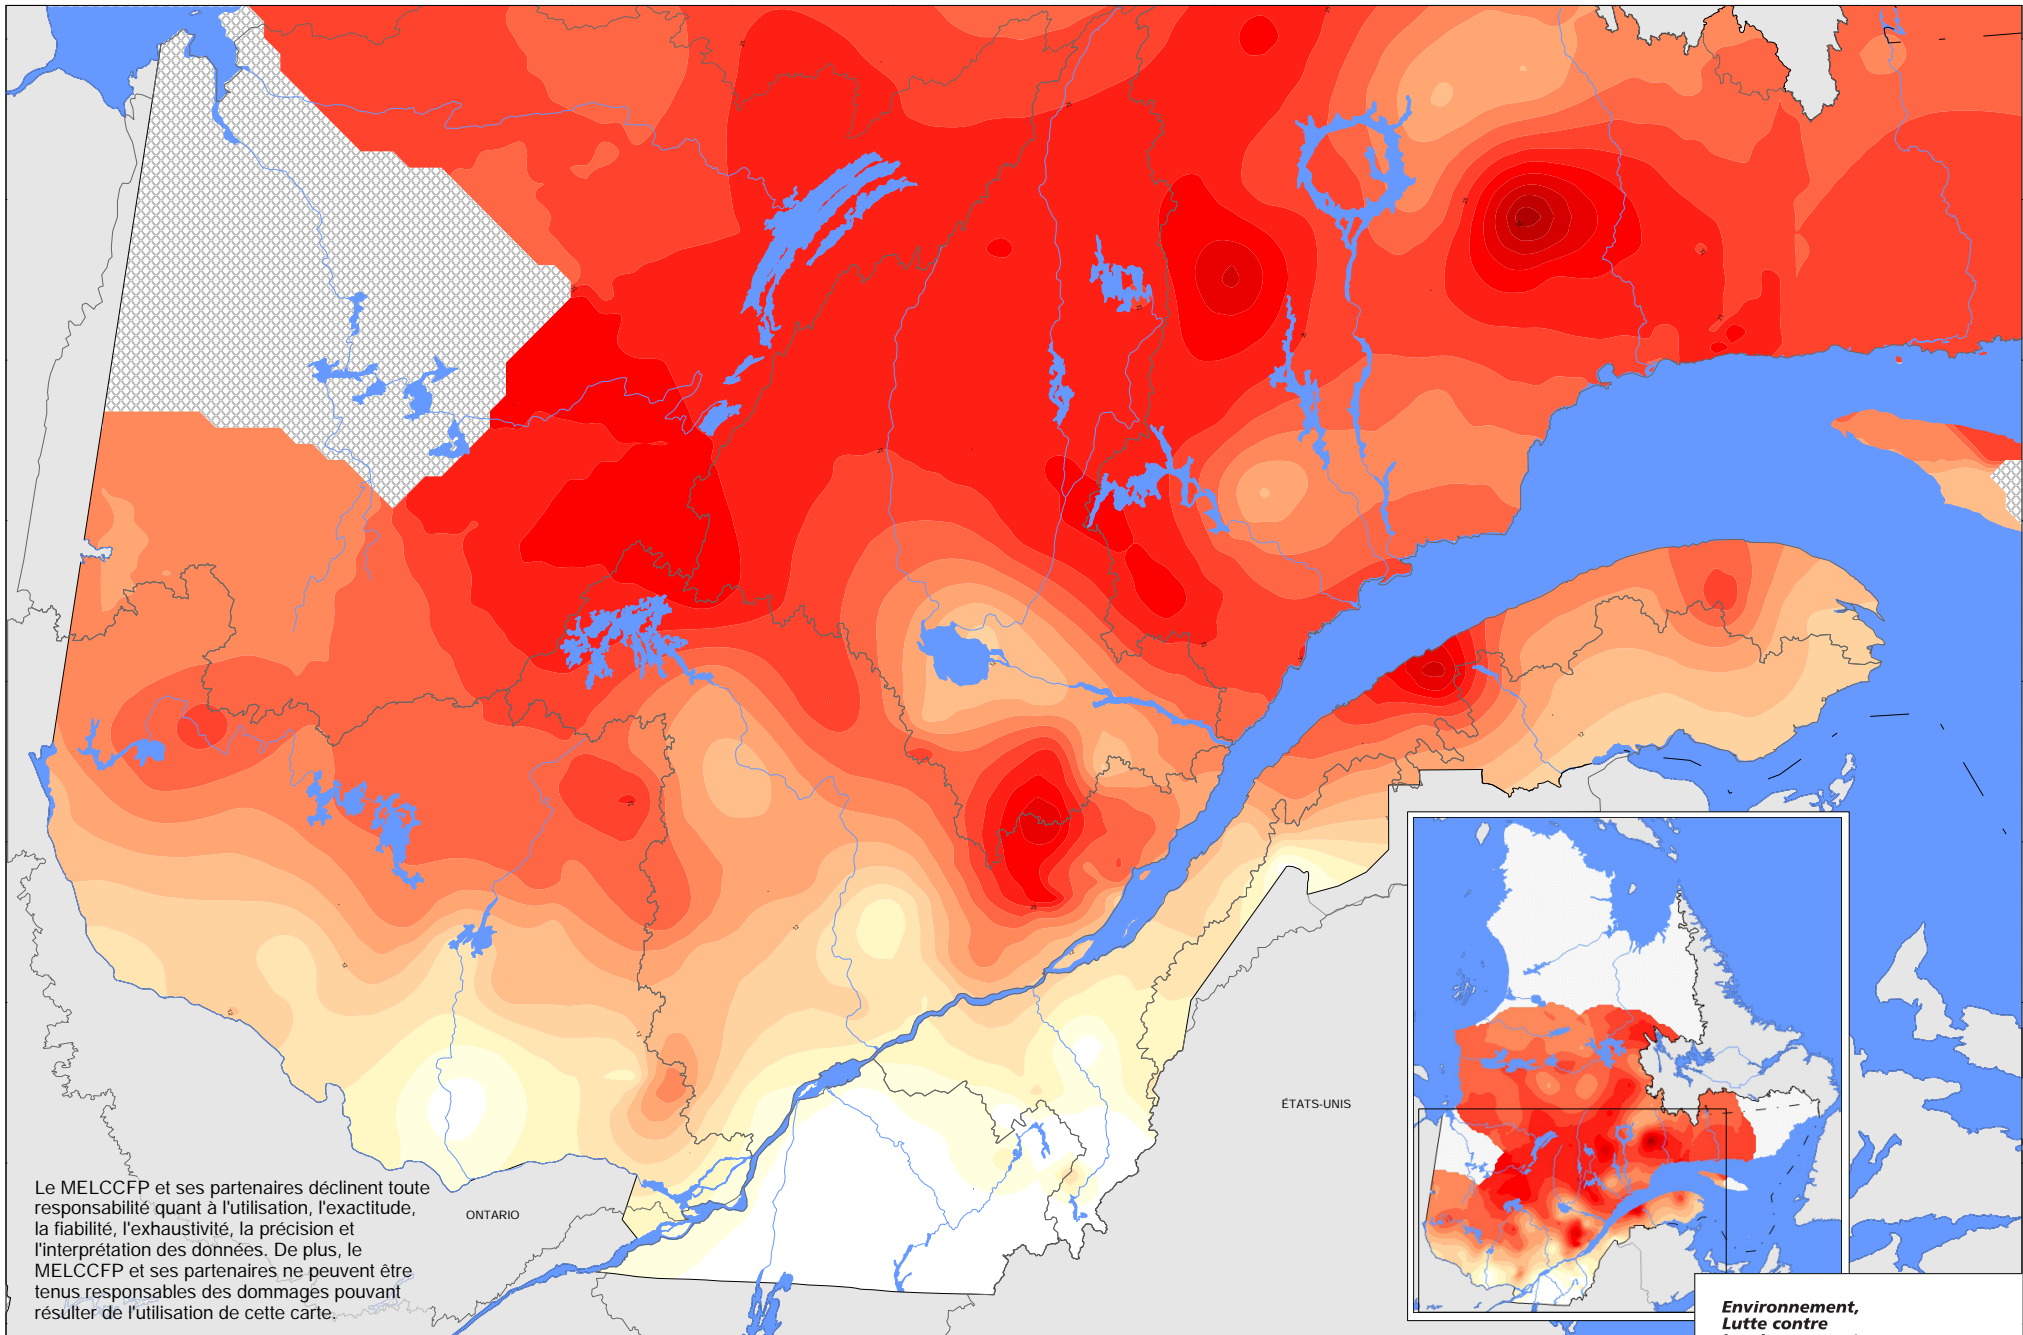 ÉTATS-UNIS
Le MELCCFP et ses partenaires déclinent toute
responsabilité quant à l'utilisation, l'exactitude,
la fiabilité, l'exhaustivité, la précision et
l'interprétation des données. De plus, le
MELCCFP et ses partenaires ne peuvent être
tenus responsables des dommages pouvant
résulter de l'utilisation de cette carte.
ONTARIO
Environnement,
Lutte contre